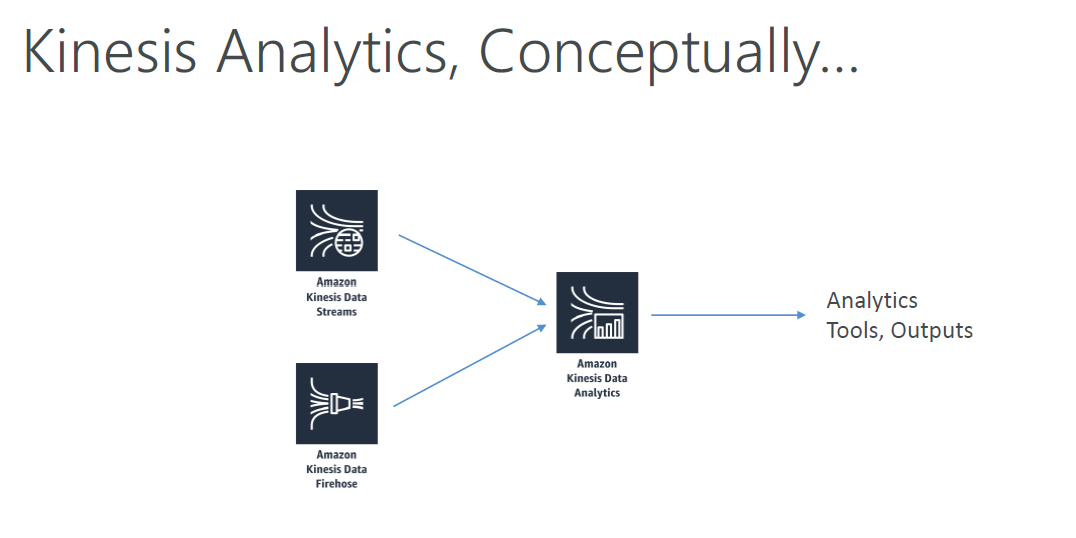 Kinesis Analytics, Conceptually...
Amazon
Kinesis Data
Streams
Amazon
Kinesis Data
Firehose
Amazon
Kinesis Data
Analytics
Analytics
Tools, Outputs